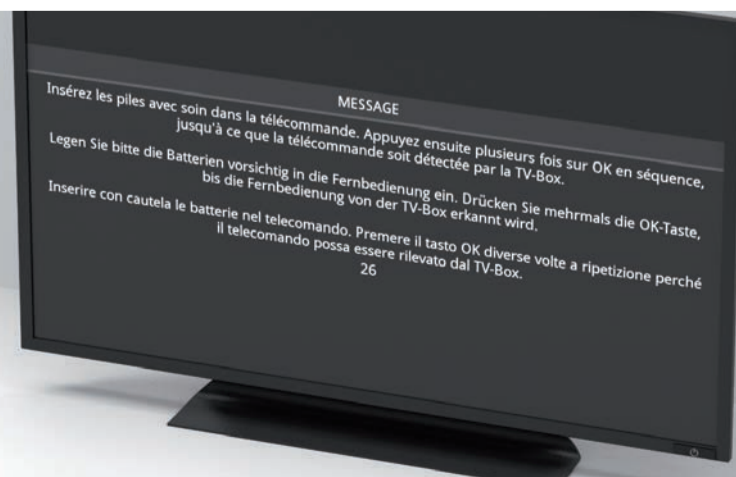 MESSAGE
Insérez les piles avec soin dans la télécommande. Appuyez ensuite plusieurs fois sur OK en séquence,
jusqu'à ce que la télécommande soit détectée par la TV-Box.
Legen Sie bitte die Batterien vorsichtig in die Fernbedienung ein. Drücken Sie mehrmals die OK-Taste,
bis die Fernbedienung von der TV-Box erkannt wird.
Inserire con cautela le batterie nel telecomando. Premere il tasto OK diverse volte a ripetizione perché
il telecomando possa essere rilevato dal TV-Box.
26